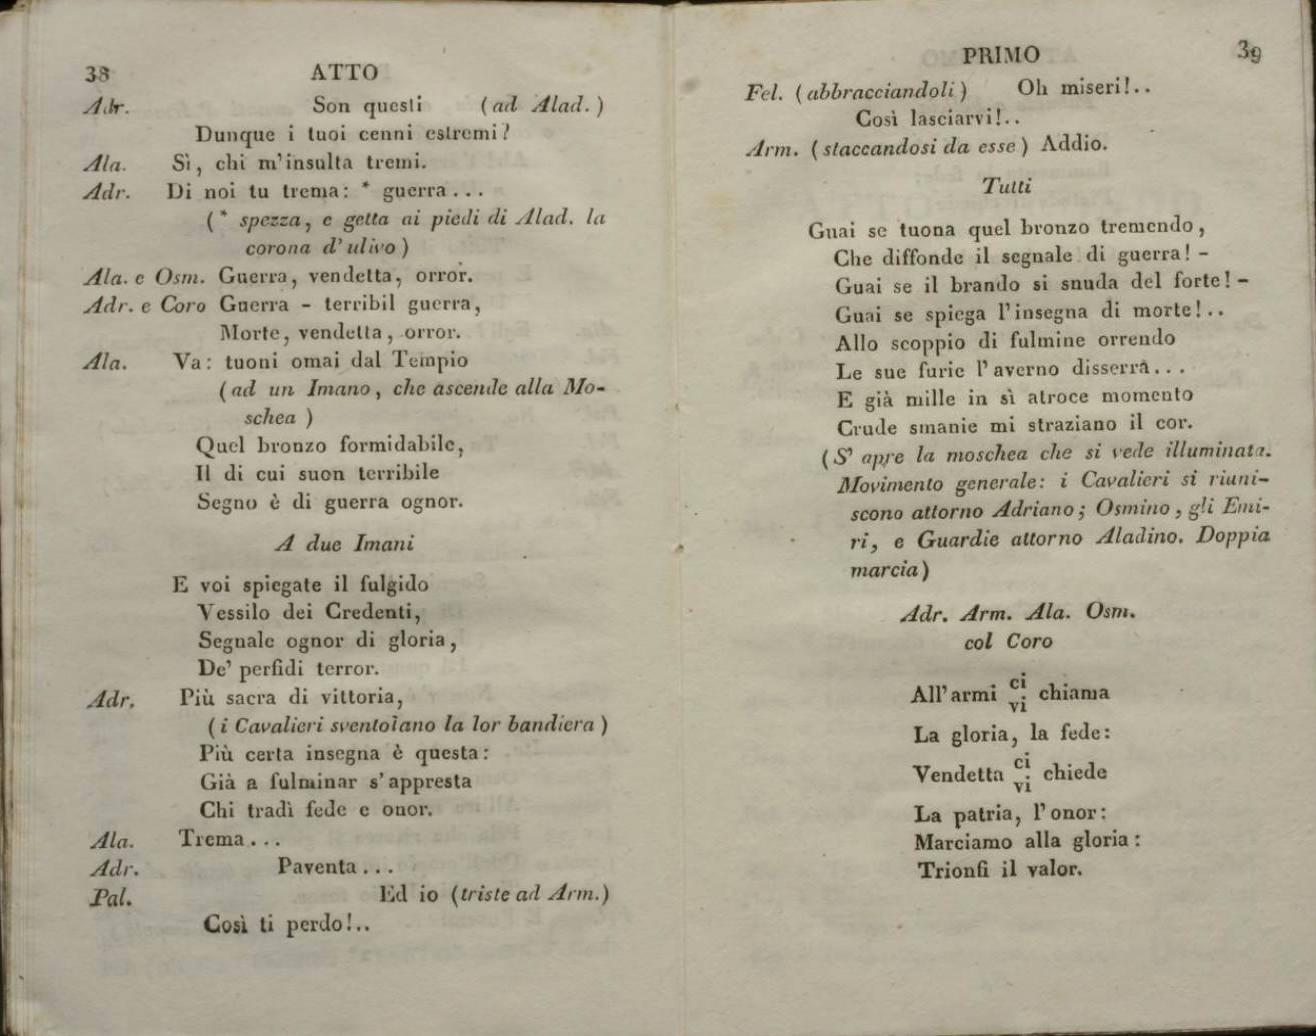 38 ATTO
Adr. Son questi (ad Alad.)
Dunque i tuoi cenni estremi?
Ala. Sì, chi m'insulta tremi.
Adr. Di noi tu trema: * guerra...
(* spezza, e getta ai piedi di Alad. la
corona d'ulivo)
Ala. e Osm. Guerra, vendetta, orror.
Adr. e Coro Guerra - terribil guerra,
Morte, vendetta, orror.
Ala. Va: tuoni omai dal Tempio
(ad un Imano, che ascende alla Mo-
schea)
Quel bronzo formidabile,
Il di cui suon terribile
Segno è di guerra ognor.
A due Imani
E voi spiegate il fulgido
Vessilo dei Credenti,
Segnale ognor di gloria,
De' perfidi terror.
Adr. Più sacra di vittoria,
(i Cavalieri sventolano la lor bandiera)
Più certa insegna è questa:
Già a fulminar s'appresta
Chi tradì fede e onor.
Ala. Trema...
Adr. Paventa...
Pal. Ed io (triste ad Arm.)
Così ti perdo!..
PRIMO 39
Fel. (abbracciandoli) Oh miseri!..
Così lasciarvi!..
Arm. (staccandosi da esse) Addio.
Tutti
Guai se tuona quel bronzo tremendo,
Che diffonde il segnale di guerra! -
Guai se il brando si snuda del forte! -
Guai se spiega l'insegna di morte!..
Allo scoppio di fulmine orrendo
Le sue furie l'averno disserrà...
E già mille in sì atroce momento
Crude smanie mi straziano il cor.
(S' apre la moschea che si vede illuminata.
Movimento generale: i Cavalieri si riuni-
scono attorno Adriano; Osmino, gli Emi-
ri, e Guardie attorno Aladino. Doppia
marcia)
Adr. Arm. Ala. Osm.
col Coro
All'armi ci vi chiama
La gloria, la fede:
Vendetta ci vi chiede
La patria, l'onor:
Marciamo alla gloria:
Trionfi il valor.